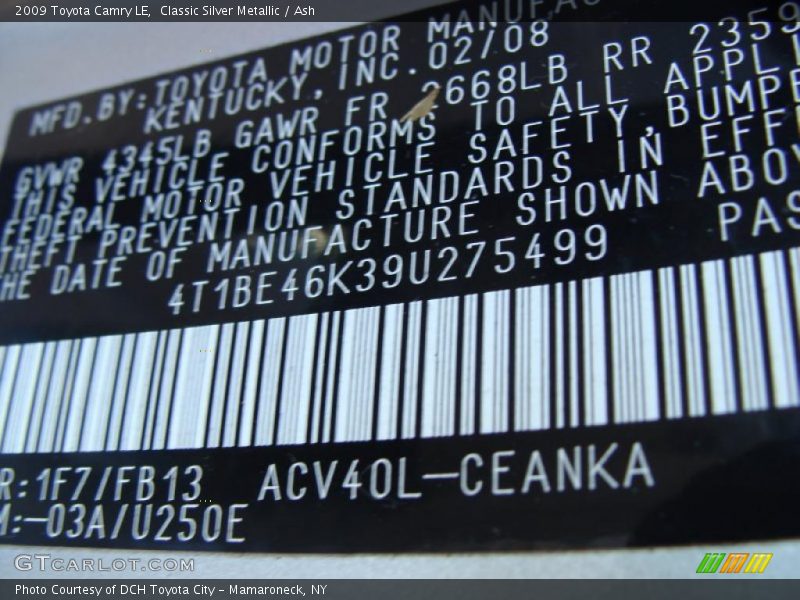 2009 Toyota Camry LE,  Classic Silver Metallic / Ash
MFD.BY:TOYOTA MOTOR MANUFAC
KENTUCKY, INC. 02/08
GVWR 4345LB GAWR FR 2668LB RR 2359
THIS VEHICLE CONFORMS TO ALL APPLI
FEDERAL MOTOR VEHICLE SAFETY, BUMPE
THEFT PREVENTION STANDARDS IN EFF
HE DATE OF MANUFACTURE SHOWN ABOV
4T1BE46K39U275499 PAS
R:1F7/FB13 ACV40L-CEANKA
M:-03A/U250E
GTCARLOT.COM
Photo Courtesy of DCH Toyota City - Mamaroneck, NY